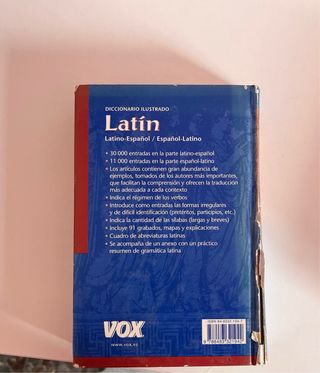 DICCIONARIO ILUSTRADO
Latín
Latino-Español / Español-Latino
• 30 000 entradas en la parte latino-español
• 11 000 entradas en la parte español-latino
• Los artículos contienen gran abundancia de
ejemplos, tomados de los autores más importantes,
que facilitan la comprensión y ofrecen la traducción
más adecuada a cada contexto
• Indica el régimen de los verbos
• Introduce como entradas las formas irregulares
y de difícil identificación (pretéritos, participios, etc.)
• Indica la cantidad de las sílabas (largas y breves)
• Incluye 91 grabados, mapas y explicaciones
• Cuadro de abreviaturas latinas
• Se acompaña de un anexo con un práctico
resumen de gramática latina
VOX
www.vox.es